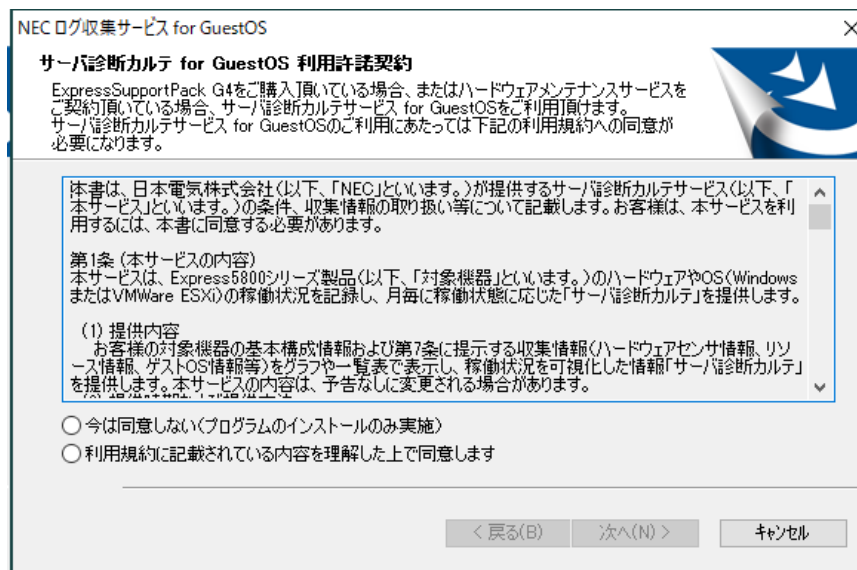 NEC ログ収集サービス for GuestOS
サーバ診断カルテ for GuestOS 利用許諾契約
ExpressSupportPack G4をご購入頂いている場合、またはハードウェアメンテナンスサービスを
ご契約頂いている場合、サーバ診断カルテサービス for GuestOSをご利用頂けます。
サーバ診断カルテサービス for GuestOSのご利用にあたっては下記の利用規約への同意が
必要になります。
本書は、日本電気株式会社(以下、「NEC」といいます。)が提供するサーバ診断カルテサービス(以下、「
本サービス」といいます。)の条件、収集情報の取り扱い等について記載します。お客様は、本サービスを利
用するには、本書に同意する必要があります。
第1条 (本サービスの内容)
本サービスは、Express5800シリーズ製品(以下、「対象機器」といいます。)のハードウェアやOS(Windows
またはVMWare ESXi)の稼働状況を記録し、月毎に稼働状態に応じた「サーバ診断カルテ」を提供します。
(1) 提供内容
お客様の対象機器の基本構成情報および第7条に提示する収集情報(ハードウェアセンサ情報、リソ
ース情報、ゲストOS情報等)をグラフや一覧表で表示し、稼働状況を可視化した情報「サーバ診断カルテ」
を提供します。本サービスの内容は、予告なしに変更される場合があります。
今は同意しない(プログラムのインストールのみ実施)
利用規約に記載されている内容を理解した上で同意します
< 戻る(B)
次へ(N) >
キャンセル